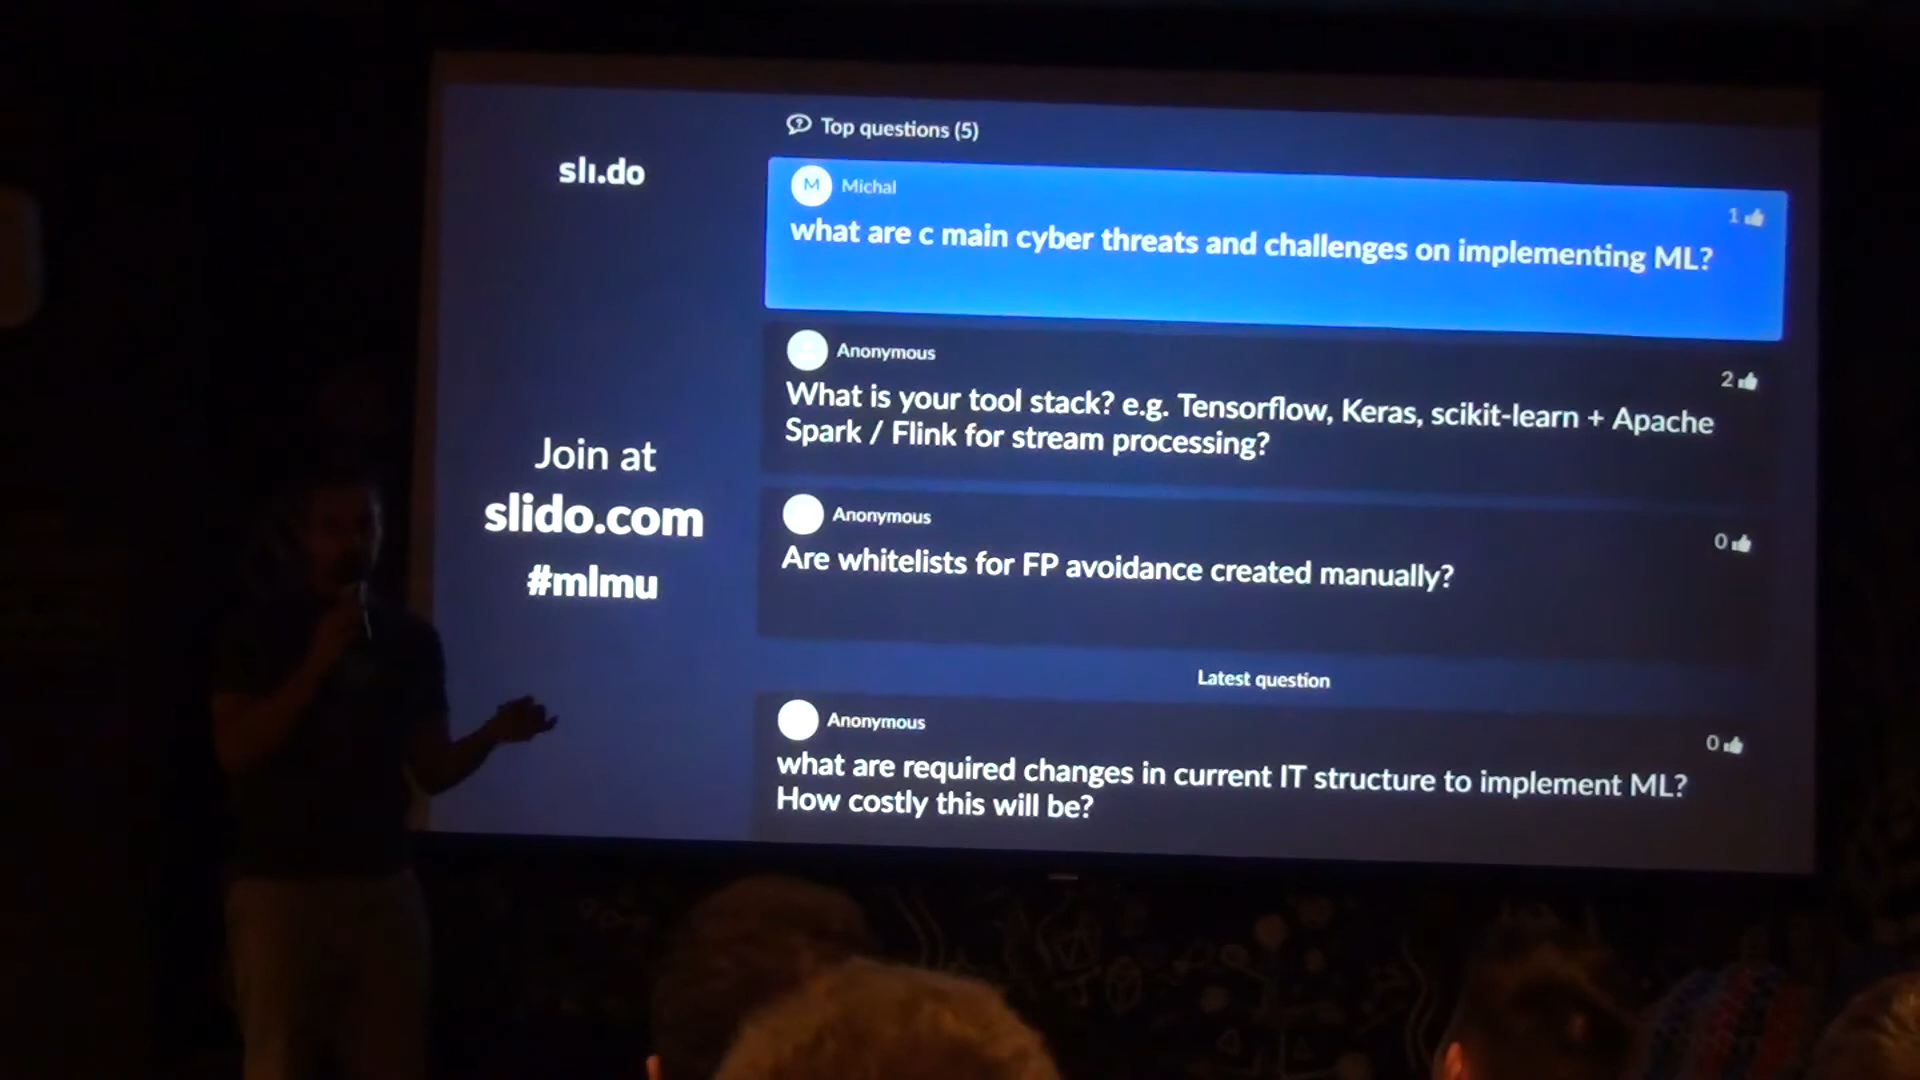 sli.do
Join at
slido.com
#mlmu
Top questions (5)
M Michal
1
what are c main cyber threats and challenges on implementing ML?
Anonymous
2
What is your tool stack? e.g. Tensorflow, Keras, scikit-learn + Apache
Spark / Flink for stream processing?
Anonymous
0
Are whitelists for FP avoidance created manually?
Latest question
Anonymous
0
what are required changes in current IT structure to implement ML?
How costly this will be?